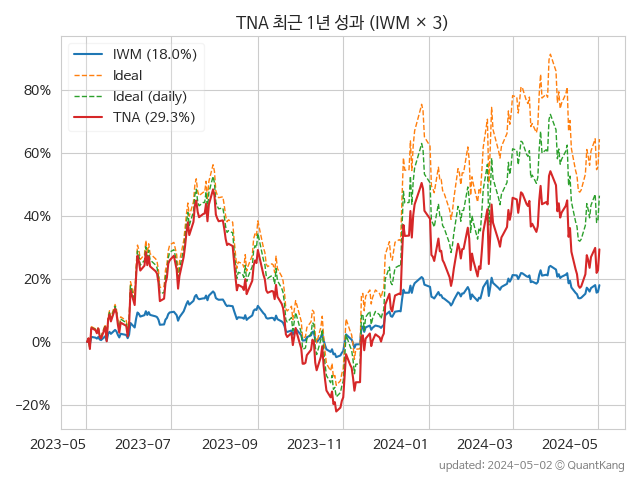 TNA 최근 1년 성과 (IWM × 3)
IWM (18.0%)
Ideal
Ideal (daily)
TNA (29.3%)
80%
60%
40%
20%
0%
−20%
2023-05 2023-07 2023-09 2023-11 2024-01 2024-03 2024-05
updated: 2024-05-02 © QuantKang